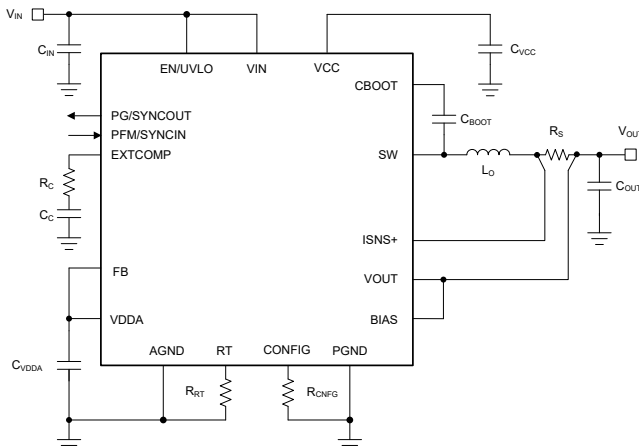 VIN
CIN
EN/UVLO
VIN
VCC
CVCC
CBOOT
CBOOT
PG/SYNCOUT
PFM/SYNCIN
EXTCOMP
SW
LO
RS
VOUT
COUT
RC
CC
ISNS+
FB
VOUT
VDDA
BIAS
CVDDA
AGND
RT
CONFIG
PGND
RRT
RCNFG